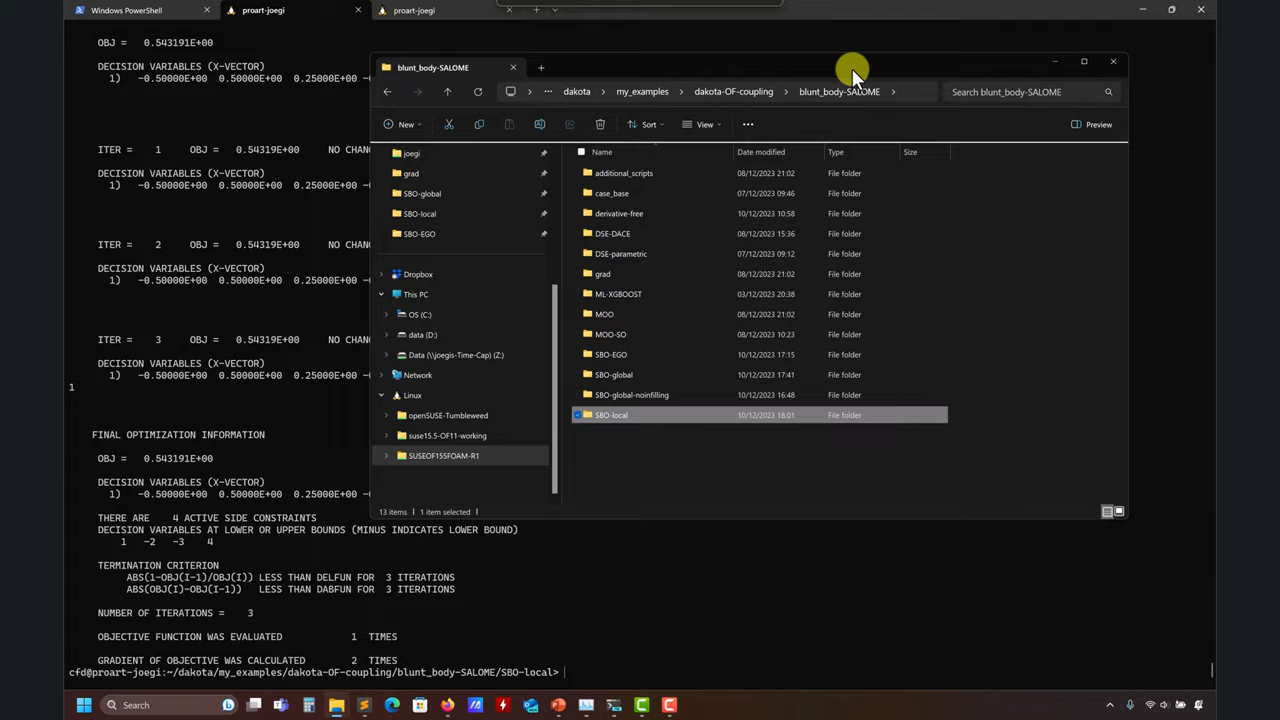 Windows PowerShell
proart-joegi
proart-joegi
OBJ = 0.543191E+00
DECISION VARIABLES (X-VECTOR)
1) -0.50000E+00 0.50000E+00 0.25000
ITER = 1 OBJ = 0.54319E+00 NO CHAN
DECISION VARIABLES (X-VECTOR)
1) -0.50000E+00 0.50000E+00 0.25000
ITER = 2 OBJ = 0.54319E+00 NO CHAN
DECISION VARIABLES (X-VECTOR)
1) -0.50000E+00 0.50000E+00 0.25000
ITER = 3 OBJ = 0.54319E+00 NO CHAN
DECISION VARIABLES (X-VECTOR)
1) -0.50000E+00 0.50000E+00 0.25000
1
FINAL OPTIMIZATION INFORMATION
OBJ = 0.543191E+00
DECISION VARIABLES (X-VECTOR)
1) -0.50000E+00 0.50000E+00 0.25000
THERE ARE 4 ACTIVE SIDE CONSTRAINTS
DECISION VARIABLES AT LOWER OR UPPER BOUNDS (MINUS INDICATES LOWER BOUND)
1 -2 -3 4
TERMINATION CRITERION
ABS(1-OBJ(I-1)/OBJ(I)) LESS THAN DELFUN FOR 3 ITERATIONS
ABS(OBJ(I)-OBJ(I-1)) LESS THAN DABFUN FOR 3 ITERATIONS
NUMBER OF ITERATIONS = 3
OBJECTIVE FUNCTION WAS EVALUATED 1 TIMES
GRADIENT OF OBJECTIVE WAS CALCULATED 2 TIMES
cfd@proart-joegi:~/dakota/my_examples/dakota-OF-coupling/blunt_body-SALOME/SBO-local>
blunt_body-SALOME
dakota > my_examples > dakota-OF-coupling > blunt_body-SALOME >
Search blunt_body-SALOME
New
Sort
View
Preview
joegi
grad
SBO-global
SBO-local
SBO-EGO
Dropbox
This PC
OS (C:)
data (D:)
Data (\\joegis-Time-Cap) (Z:)
Network
Linux
openSUSE-Tumbleweed
suse15.5-OF11-working
SUSEOF155FOAM-R1
Name Date modified Type Size
additional_scripts 08/12/2023 21:02 File folder
case_base 07/12/2023 09:46 File folder
derivative-free 10/12/2023 10:58 File folder
DSE-DACE 08/12/2023 15:36 File folder
DSE-parametric 07/12/2023 09:12 File folder
grad 08/12/2023 21:02 File folder
ML-XGBOOST 03/12/2023 20:38 File folder
MOO 08/12/2023 21:02 File folder
MOO-SO 08/12/2023 10:23 File folder
SBO-EGO 10/12/2023 17:15 File folder
SBO-global 10/12/2023 17:41 File folder
SBO-global-noinfilling 10/12/2023 16:48 File folder
SBO-local 10/12/2023 18:01 File folder
13 items
1 item selected
Search